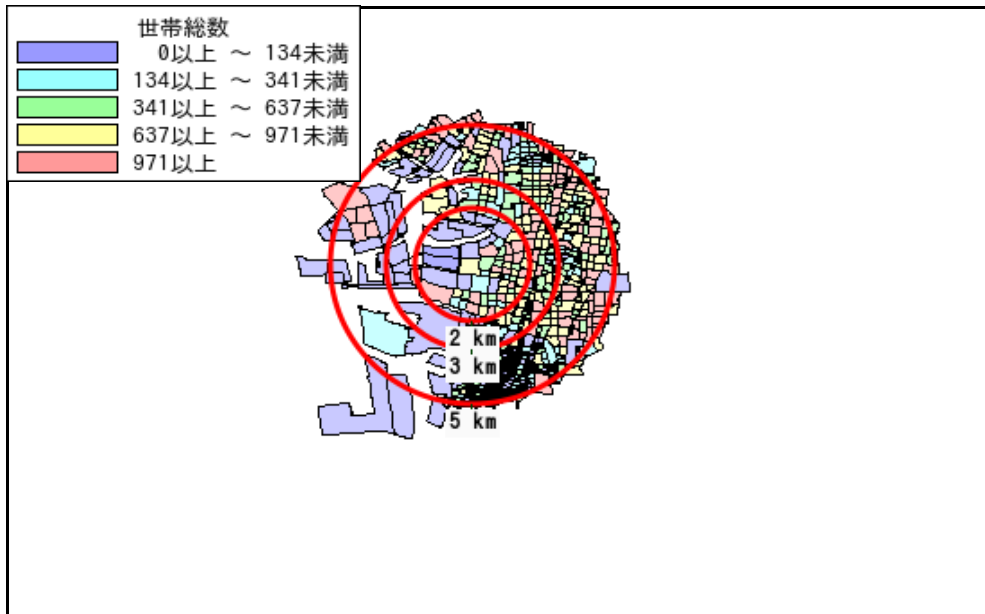 世帯総数
0以上 ～ 134未満
134以上 ～ 341未満
341以上 ～ 637未満
637以上 ～ 971未満
971以上
2 km
3 km
5 km